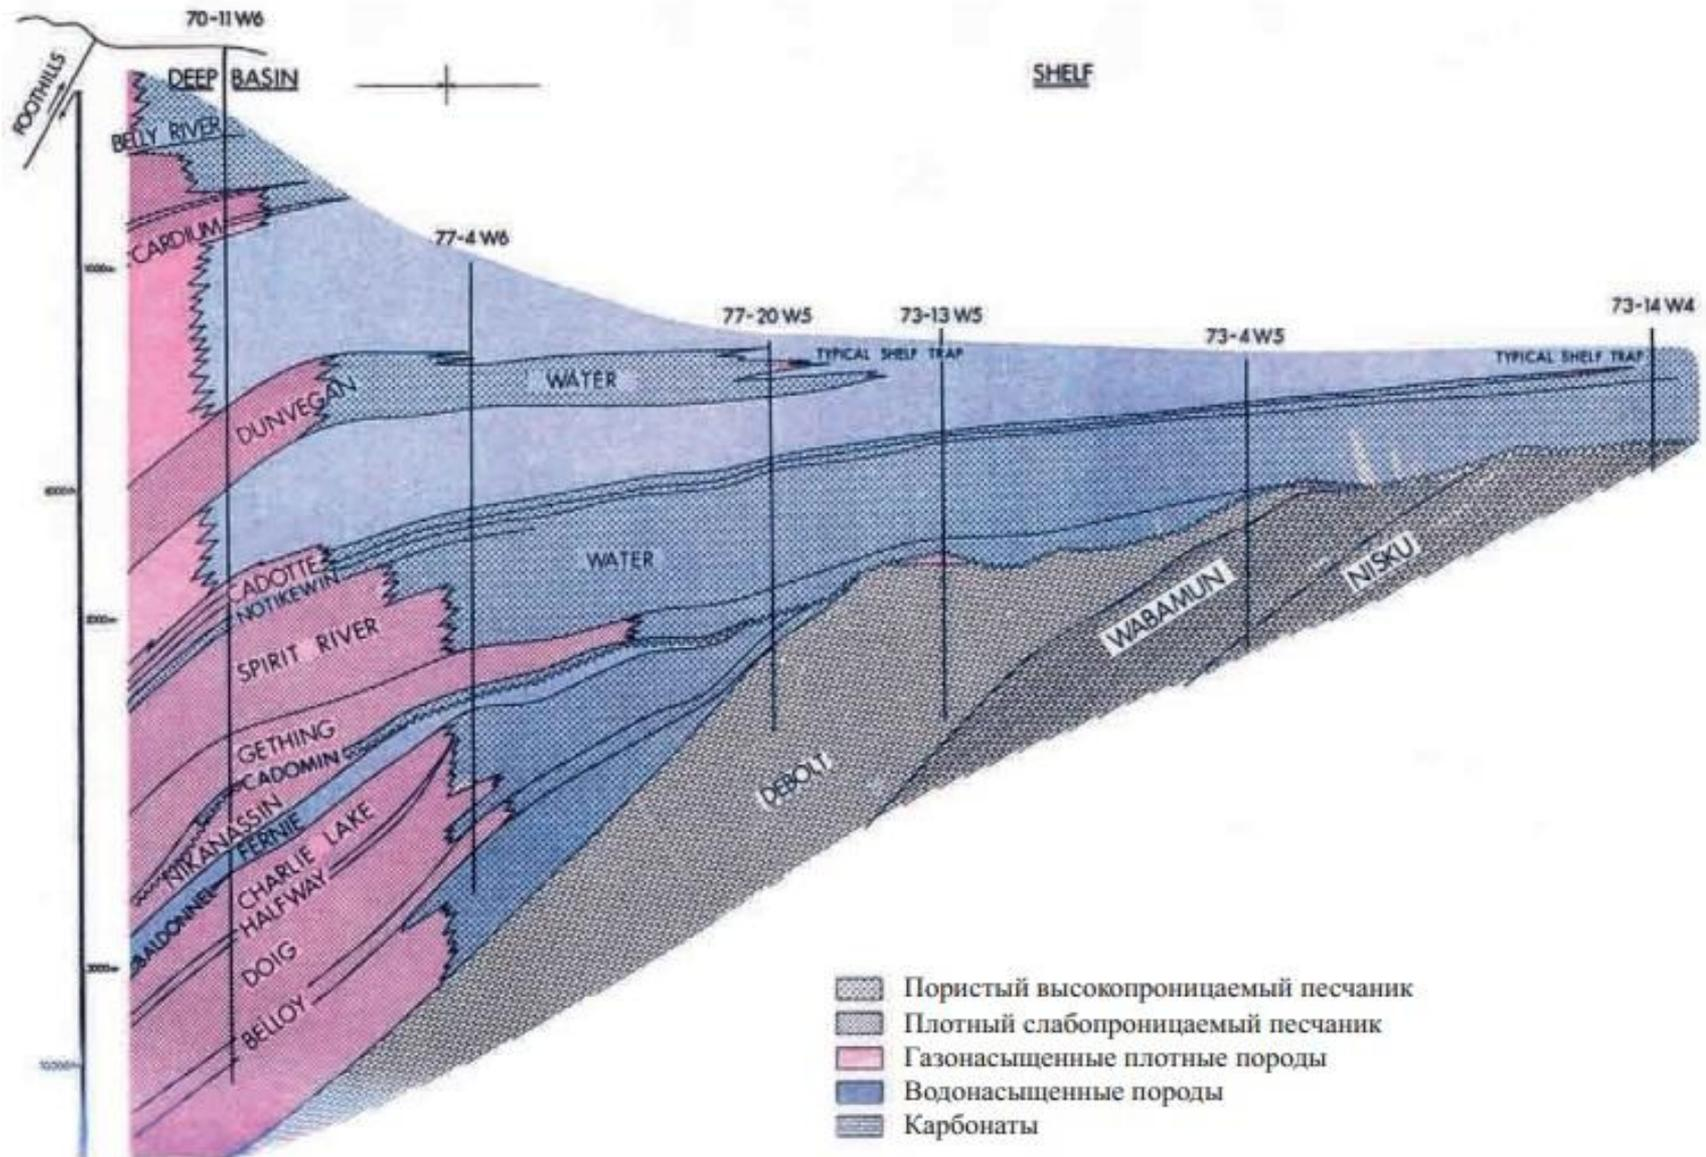 70-11 W6
FOOTHILLS
DEEP BASIN
SHELF
BELLY RIVER
CARDIUM
77-4 W6
1000m
77-20 W5
73-13 W5
73-4 W5
73-14 W4
TYPICAL SHELF TRAP
TYPICAL SHELF TRAP
WATER
DUNVEGAN
WATER
CADOTTE
NOTIKEWIN
SPIRIT RIVER
WABAMUN
NISKU
GETHING
CADOMIN
DEBOLT
NIKANASSIN
FERNIE
CHARLIE LAKE
HALFWAY
BALDONNEL
DOIG
3000m
BELLOY
Пористый высокопроницаемый песчаник
Плотный слабопроницаемый песчаник
Газонасыщенные плотные породы
Водонасыщенные породы
Карбонаты